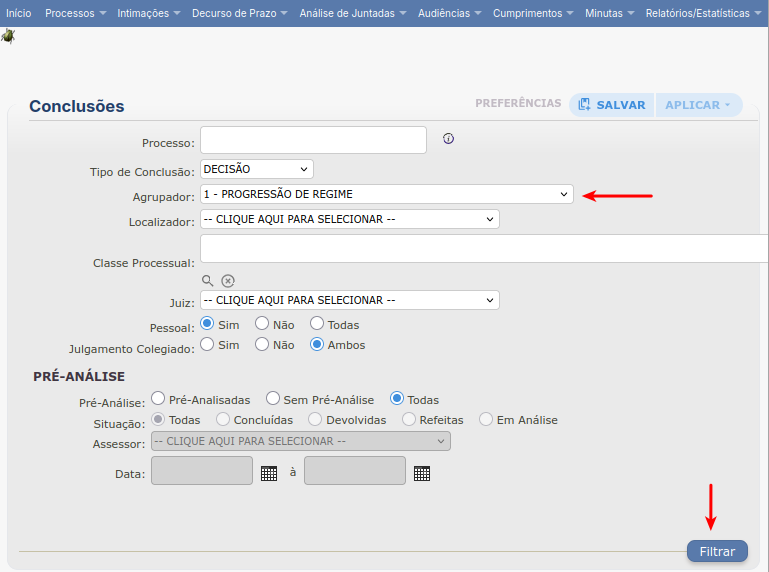 Início Processos Intimações Decurso de Prazo Análise de Juntadas Audiências Cumprimentos Minutas Relatórios/Estatísticas
Conclusões PREFERÊNCIAS SALVAR APLICAR
Processo:
Tipo de Conclusão: DECISÃO
Agrupador: 1 - PROGRESSÃO DE REGIME
Localizador: -- CLIQUE AQUI PARA SELECIONAR --
Classe Processual:
Juiz: -- CLIQUE AQUI PARA SELECIONAR --
Pessoal: Sim Não Todas
Julgamento Colegiado: Sim Não Ambos
PRÉ-ANÁLISE
Pré-Análise: Pré-Analisadas Sem Pré-Análise Todas
Situação: Todas Concluídas Devolvidas Refeitas Em Análise
Assessor: -- CLIQUE AQUI PARA SELECIONAR --
Data: à
Filtrar